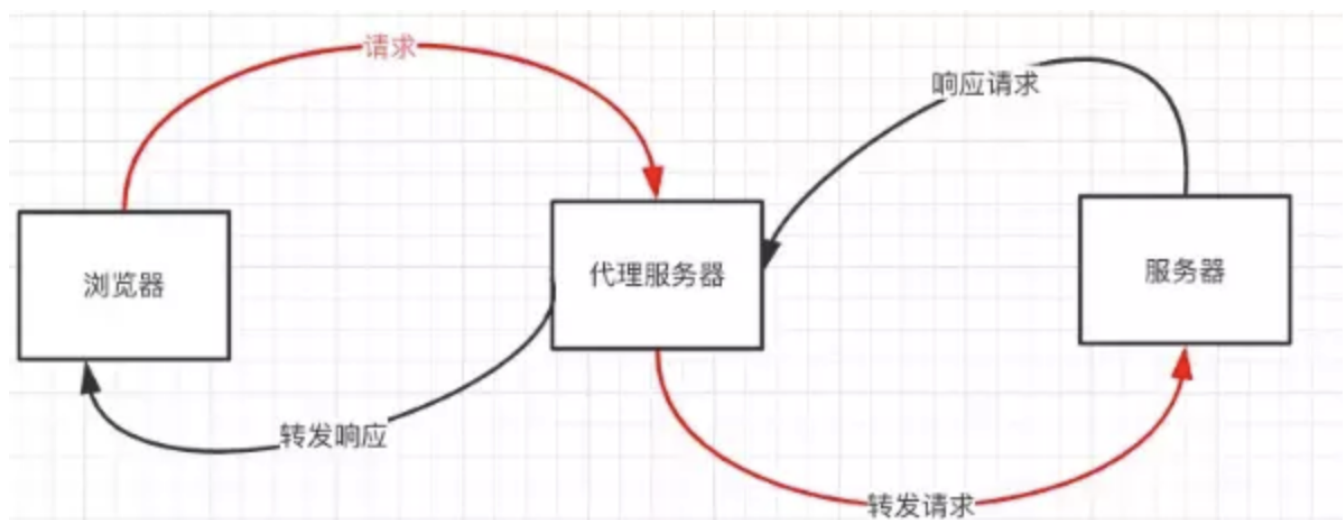 请求
响应请求
浏览器
代理服务器
服务器
转发响应
转发请求